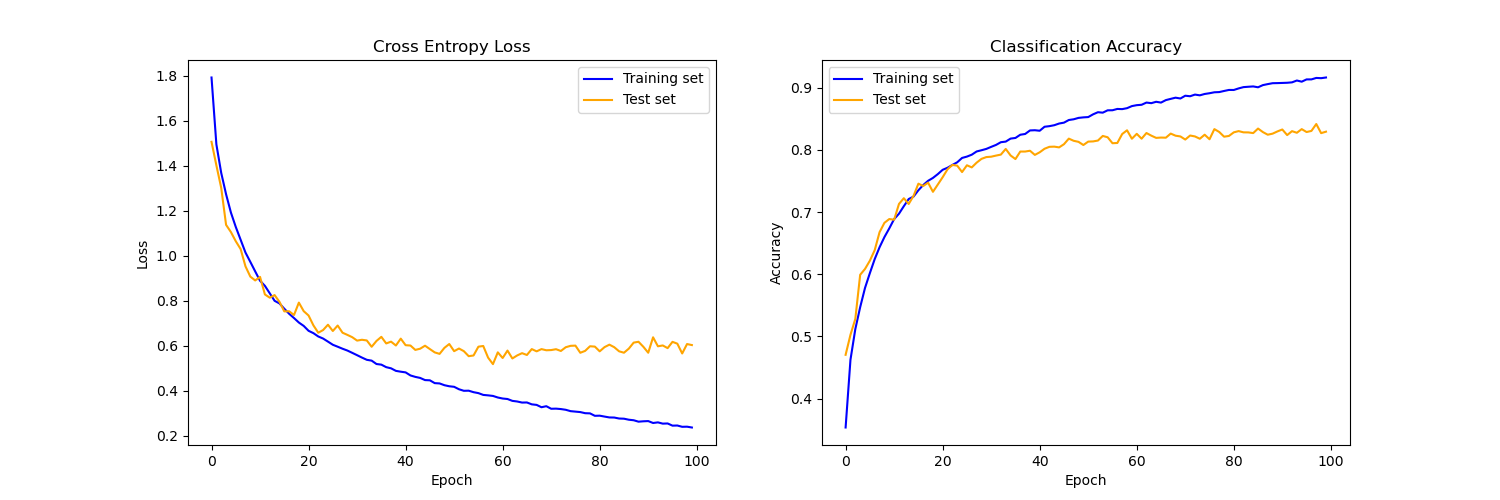 Cross Entropy Loss
Training set
Test set
1.8
1.6
1.4
1.2
1.0
0.8
0.6
0.4
0.2
Loss
0 20 40 60 80 100
Epoch
Classification Accuracy
Training set
Test set
0.9
0.8
0.7
0.6
0.5
0.4
Accuracy
0 20 40 60 80 100
Epoch